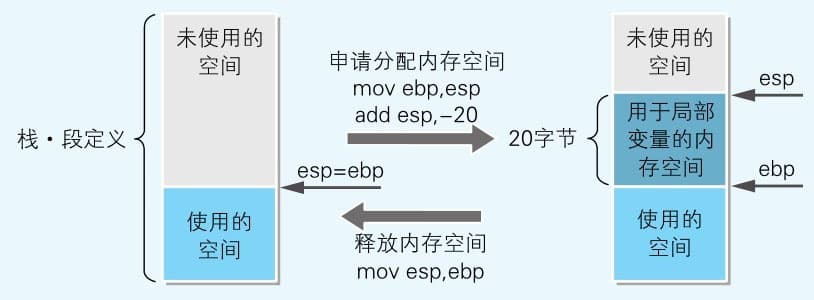 栈·段定义
未使用的
空间
使用的
空间
esp=ebp
申请分配内存空间
mov ebp,esp
add esp,–20
释放内存空间
mov esp,ebp
20字节
未使用的
空间
用于局部
变量的内
存空间
使用的
空间
esp
ebp